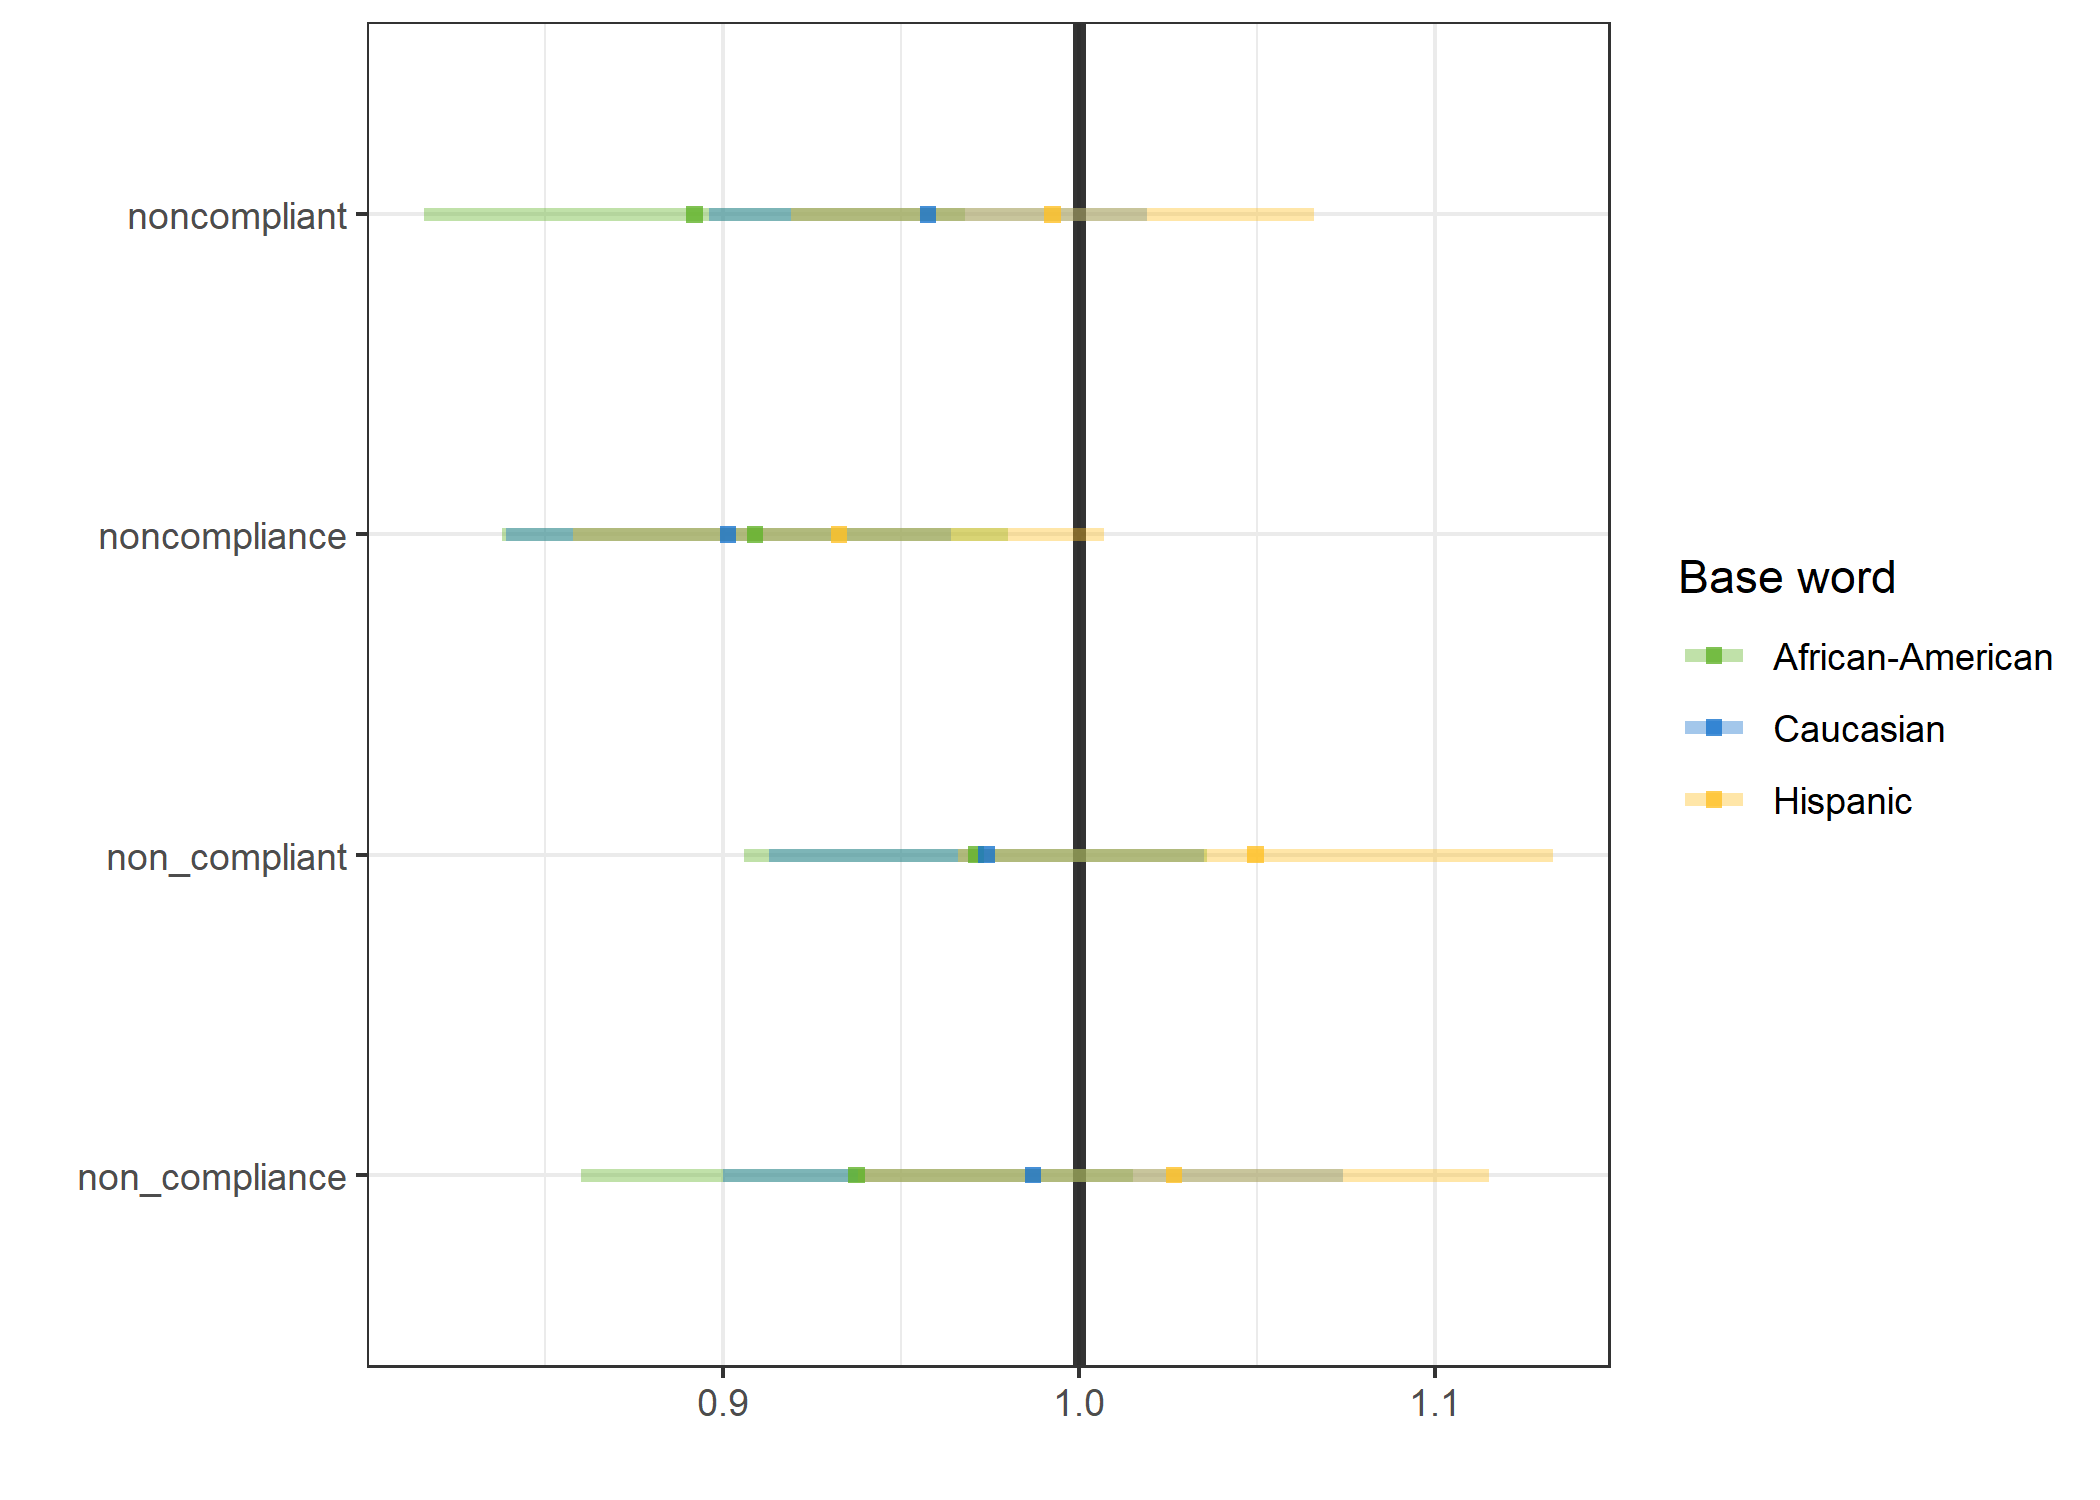 noncompliant
noncompliance
non_compliant
non_compliance
0.9
1.0
1.1
Base word
African-American
Caucasian
Hispanic